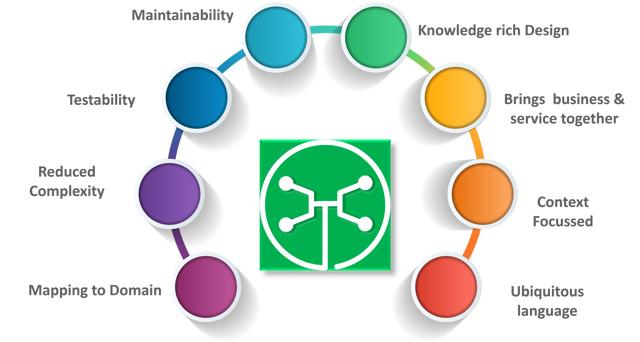 Maintainability
Knowledge rich Design
Testability
Brings  business &
service together
Reduced
Complexity
Context
Focussed
Mapping to Domain
Ubiquitous
language